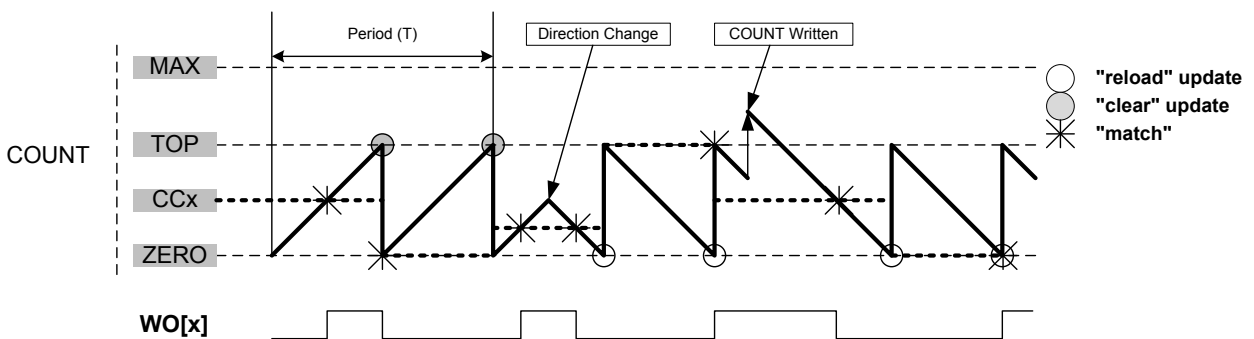 Period (T)
Direction Change
COUNT Written
MAX
"reload" update
"clear" update
TOP
"match"
COUNT
CCx
ZERO
WO[x]